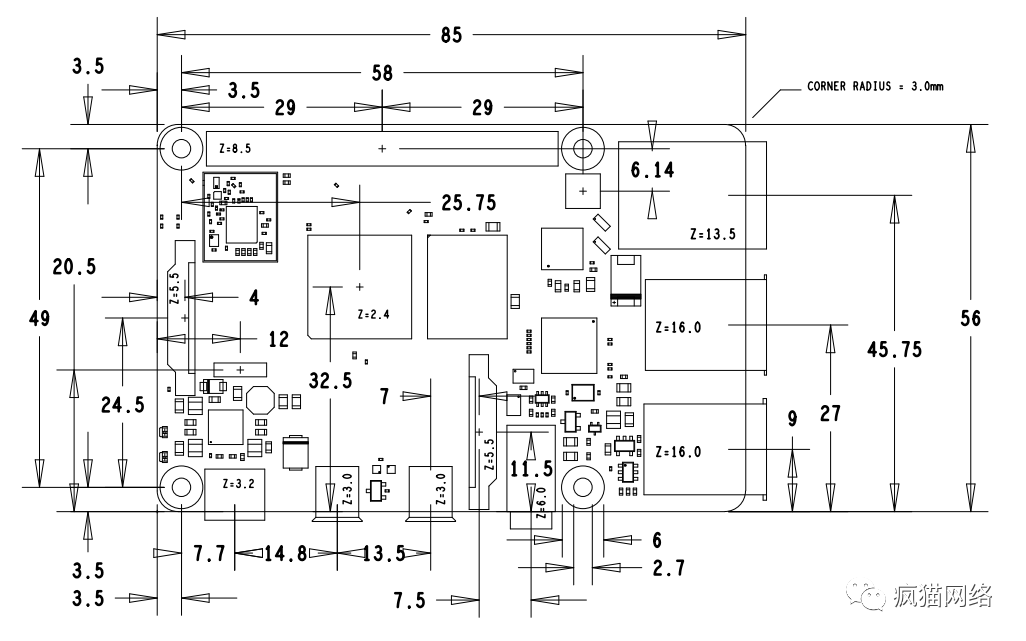 85
3.5
58
3.5
CORNER RADIUS = 3.0mm
29
29
Z=8.5
6.14
25.75
Z=13.5
20.5
Z=5.5
4
49
Z=2.4
Z=16.0
56
12
45.75
32.5
7
24.5
27
9
Z=5.5
Z=16.0
11.5
Z=3.2
Z=3.0
Z=3.0
Z=6.0
6
7.7
14.8
13.5
3.5
2.7
3.5
7.5
疯猫网络